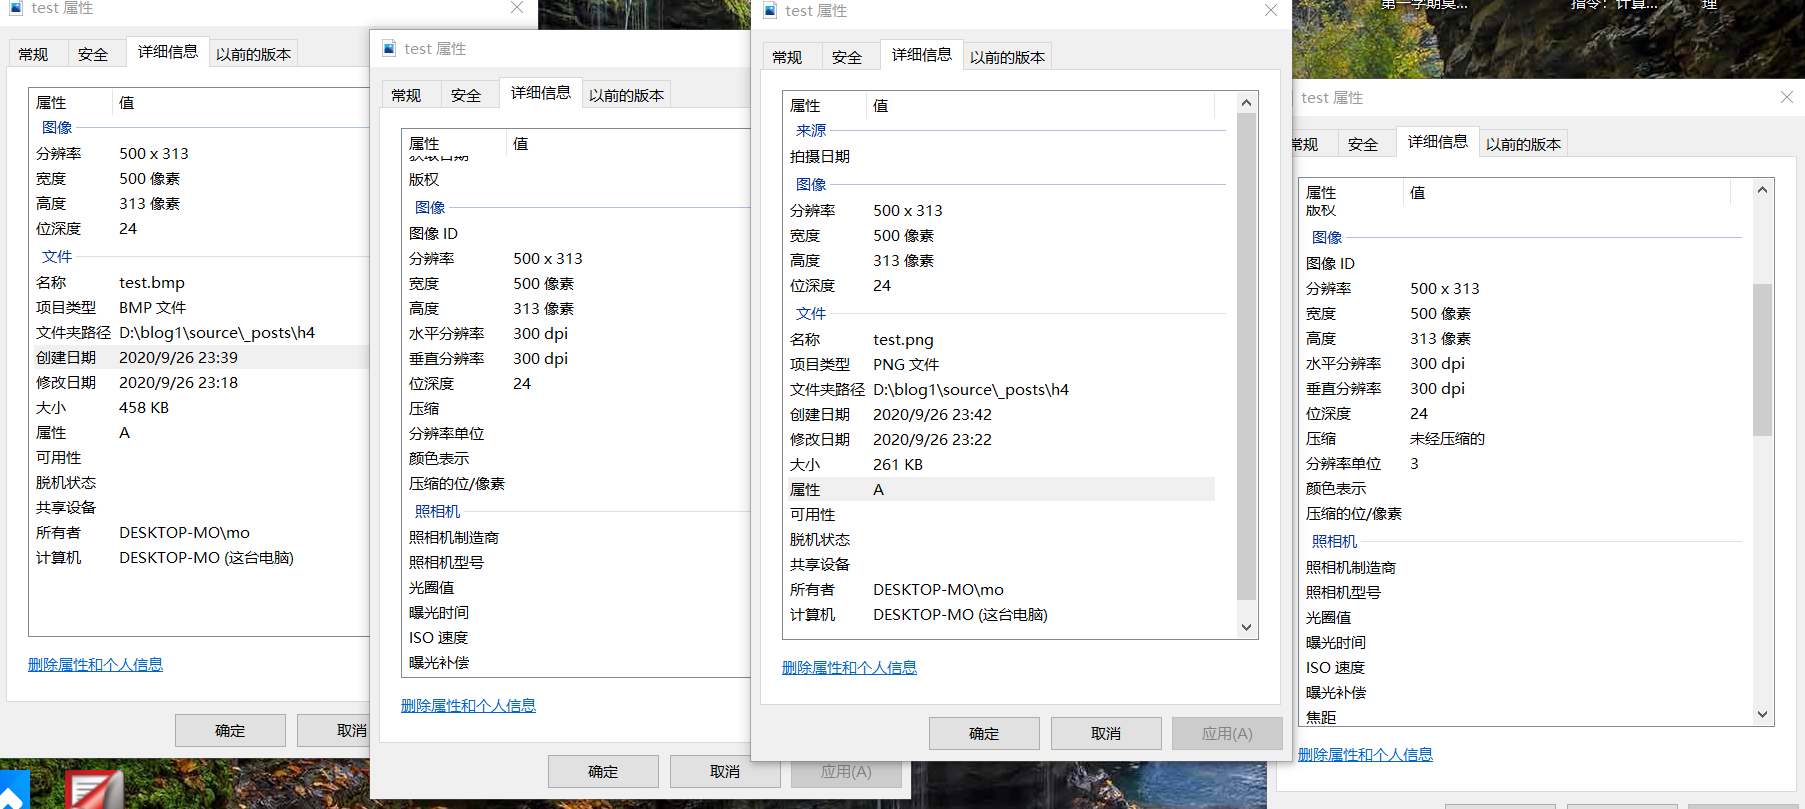 test 属性
常规 安全 详细信息 以前的版本
属性 值
图像
分辨率 500 x 313
宽度 500 像素
高度 313 像素
位深度 24
文件
名称 test.bmp
项目类型 BMP 文件
文件夹路径 D:\blog1\source\_posts\h4
创建日期 2020/9/26 23:39
修改日期 2020/9/26 23:18
大小 458 KB
属性 A
可用性
脱机状态
共享设备
所有者 DESKTOP-MO\mo
计算机 DESKTOP-MO (这台电脑)
删除属性和个人信息
确定 取消
test 属性
常规 安全 详细信息 以前的版本
属性 值
获取日期
版权
图像
图像 ID
分辨率 500 x 313
宽度 500 像素
高度 313 像素
水平分辨率 300 dpi
垂直分辨率 300 dpi
位深度 24
压缩
分辨率单位
颜色表示
压缩的位/像素
照相机
照相机制造商
照相机型号
光圈值
曝光时间
ISO 速度
曝光补偿
删除属性和个人信息
确定 取消 应用(A)
test 属性
常规 安全 详细信息 以前的版本
属性 值
来源
拍摄日期
图像
分辨率 500 x 313
宽度 500 像素
高度 313 像素
位深度 24
文件
名称 test.png
项目类型 PNG 文件
文件夹路径 D:\blog1\source\_posts\h4
创建日期 2020/9/26 23:42
修改日期 2020/9/26 23:22
大小 261 KB
属性 A
可用性
脱机状态
共享设备
所有者 DESKTOP-MO\mo
计算机 DESKTOP-MO (这台电脑)
删除属性和个人信息
确定 取消 应用(A)
第一学期莫... 指令：计算... 理
test 属性
常规 安全 详细信息 以前的版本
属性 值
版权
图像
图像 ID
分辨率 500 x 313
宽度 500 像素
高度 313 像素
水平分辨率 300 dpi
垂直分辨率 300 dpi
位深度 24
压缩 未经压缩的
分辨率单位 3
颜色表示
压缩的位/像素
照相机
照相机制造商
照相机型号
光圈值
曝光时间
ISO 速度
曝光补偿
焦距
删除属性和个人信息